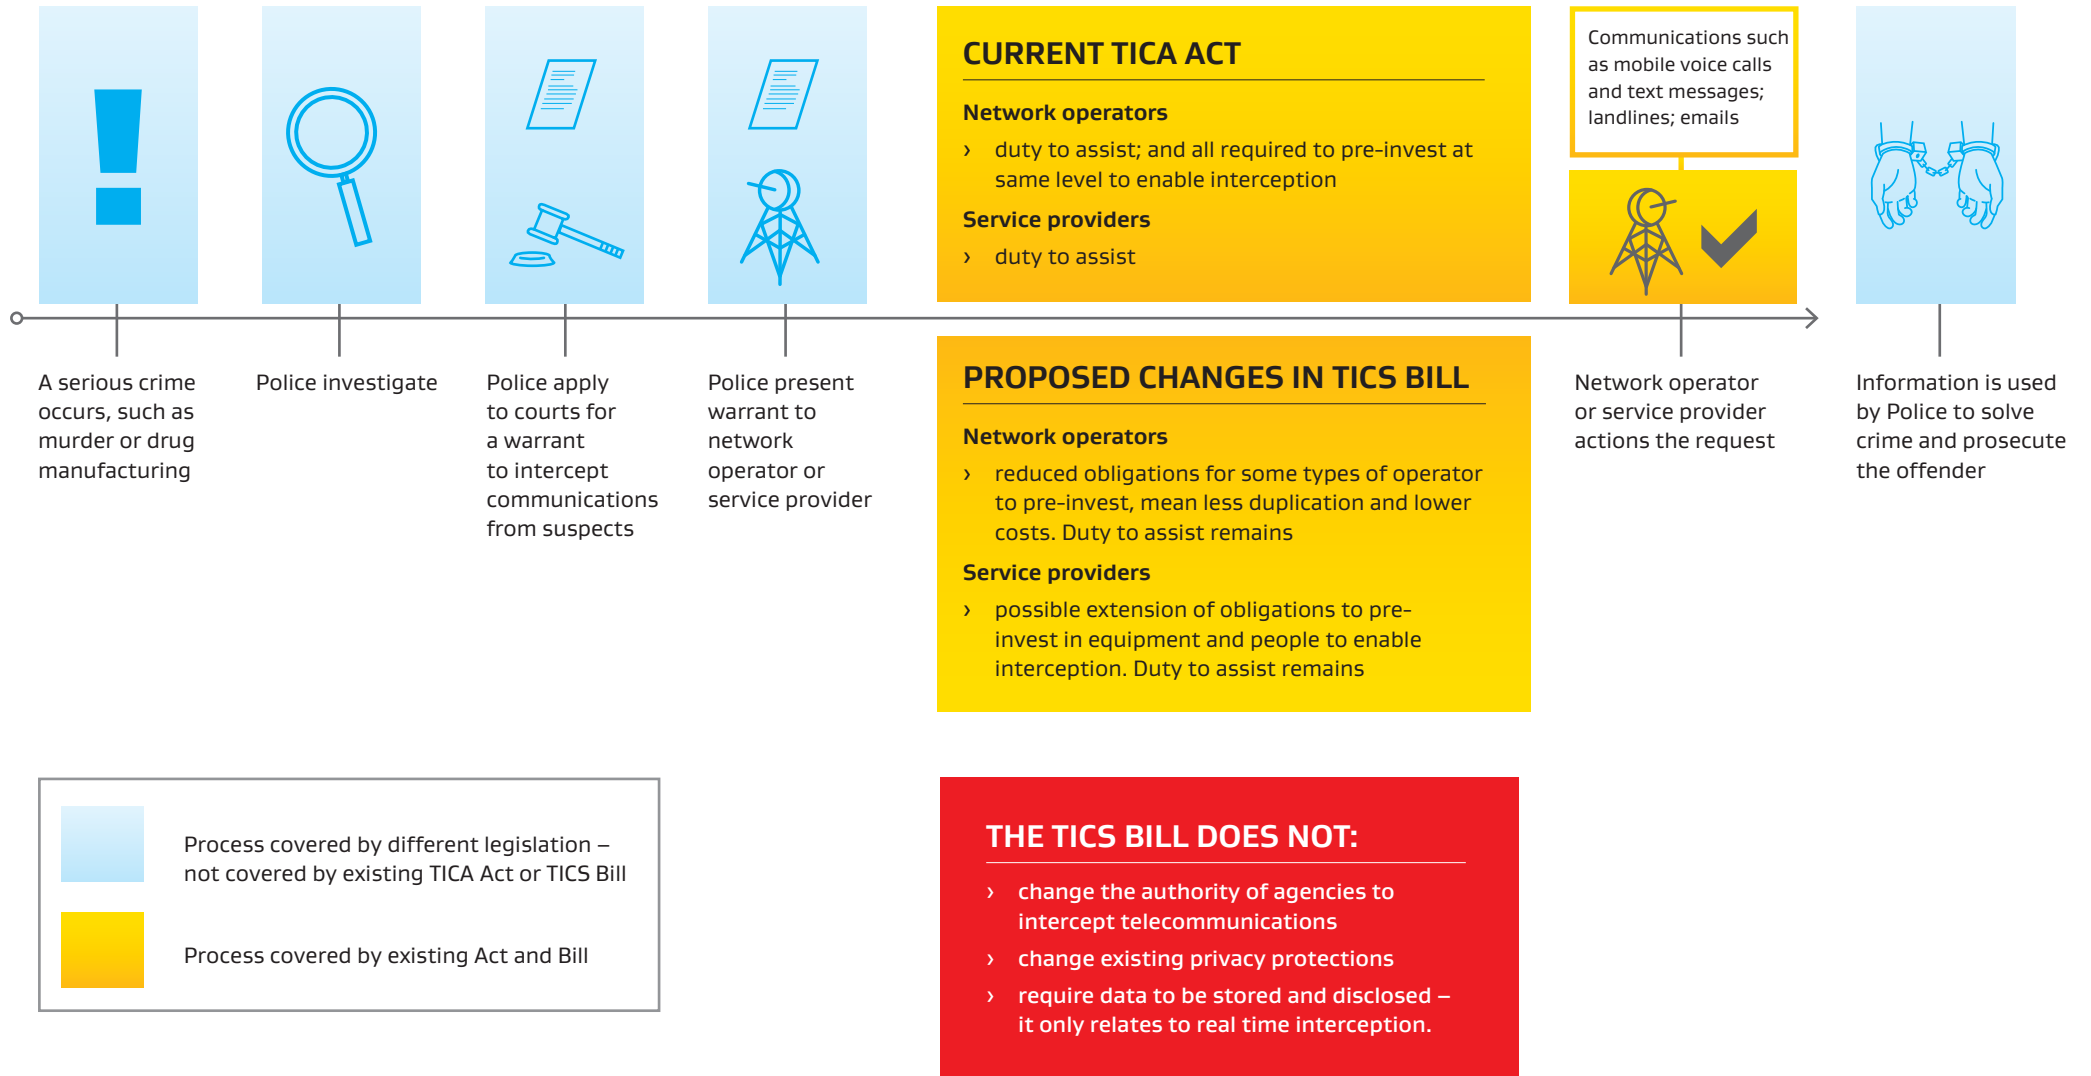 CURRENT TICA ACT
Network operators
› duty to assist; and all required to pre-invest at
same level to enable interception
Service providers
› duty to assist
Communications such
as mobile voice calls
and text messages;
landlines; emails
A serious crime
occurs, such as
murder or drug
manufacturing
Police investigate
Police apply
to courts for
a warrant
to intercept
communications
from suspects
Police present
warrant to
network
operator or
service provider
PROPOSED CHANGES IN TICS BILL
Network operators
› reduced obligations for some types of operator
to pre-invest, mean less duplication and lower
costs. Duty to assist remains
Service providers
› possible extension of obligations to pre-
invest in equipment and people to enable
interception. Duty to assist remains
Network operator
or service provider
actions the request
Information is used
by Police to solve
crime and prosecute
the offender
Process covered by different legislation –
not covered by existing TICA Act or TICS Bill
Process covered by existing Act and Bill
THE TICS BILL DOES NOT:
› change the authority of agencies to
intercept telecommunications
› change existing privacy protections
› require data to be stored and disclosed –
it only relates to real time interception.